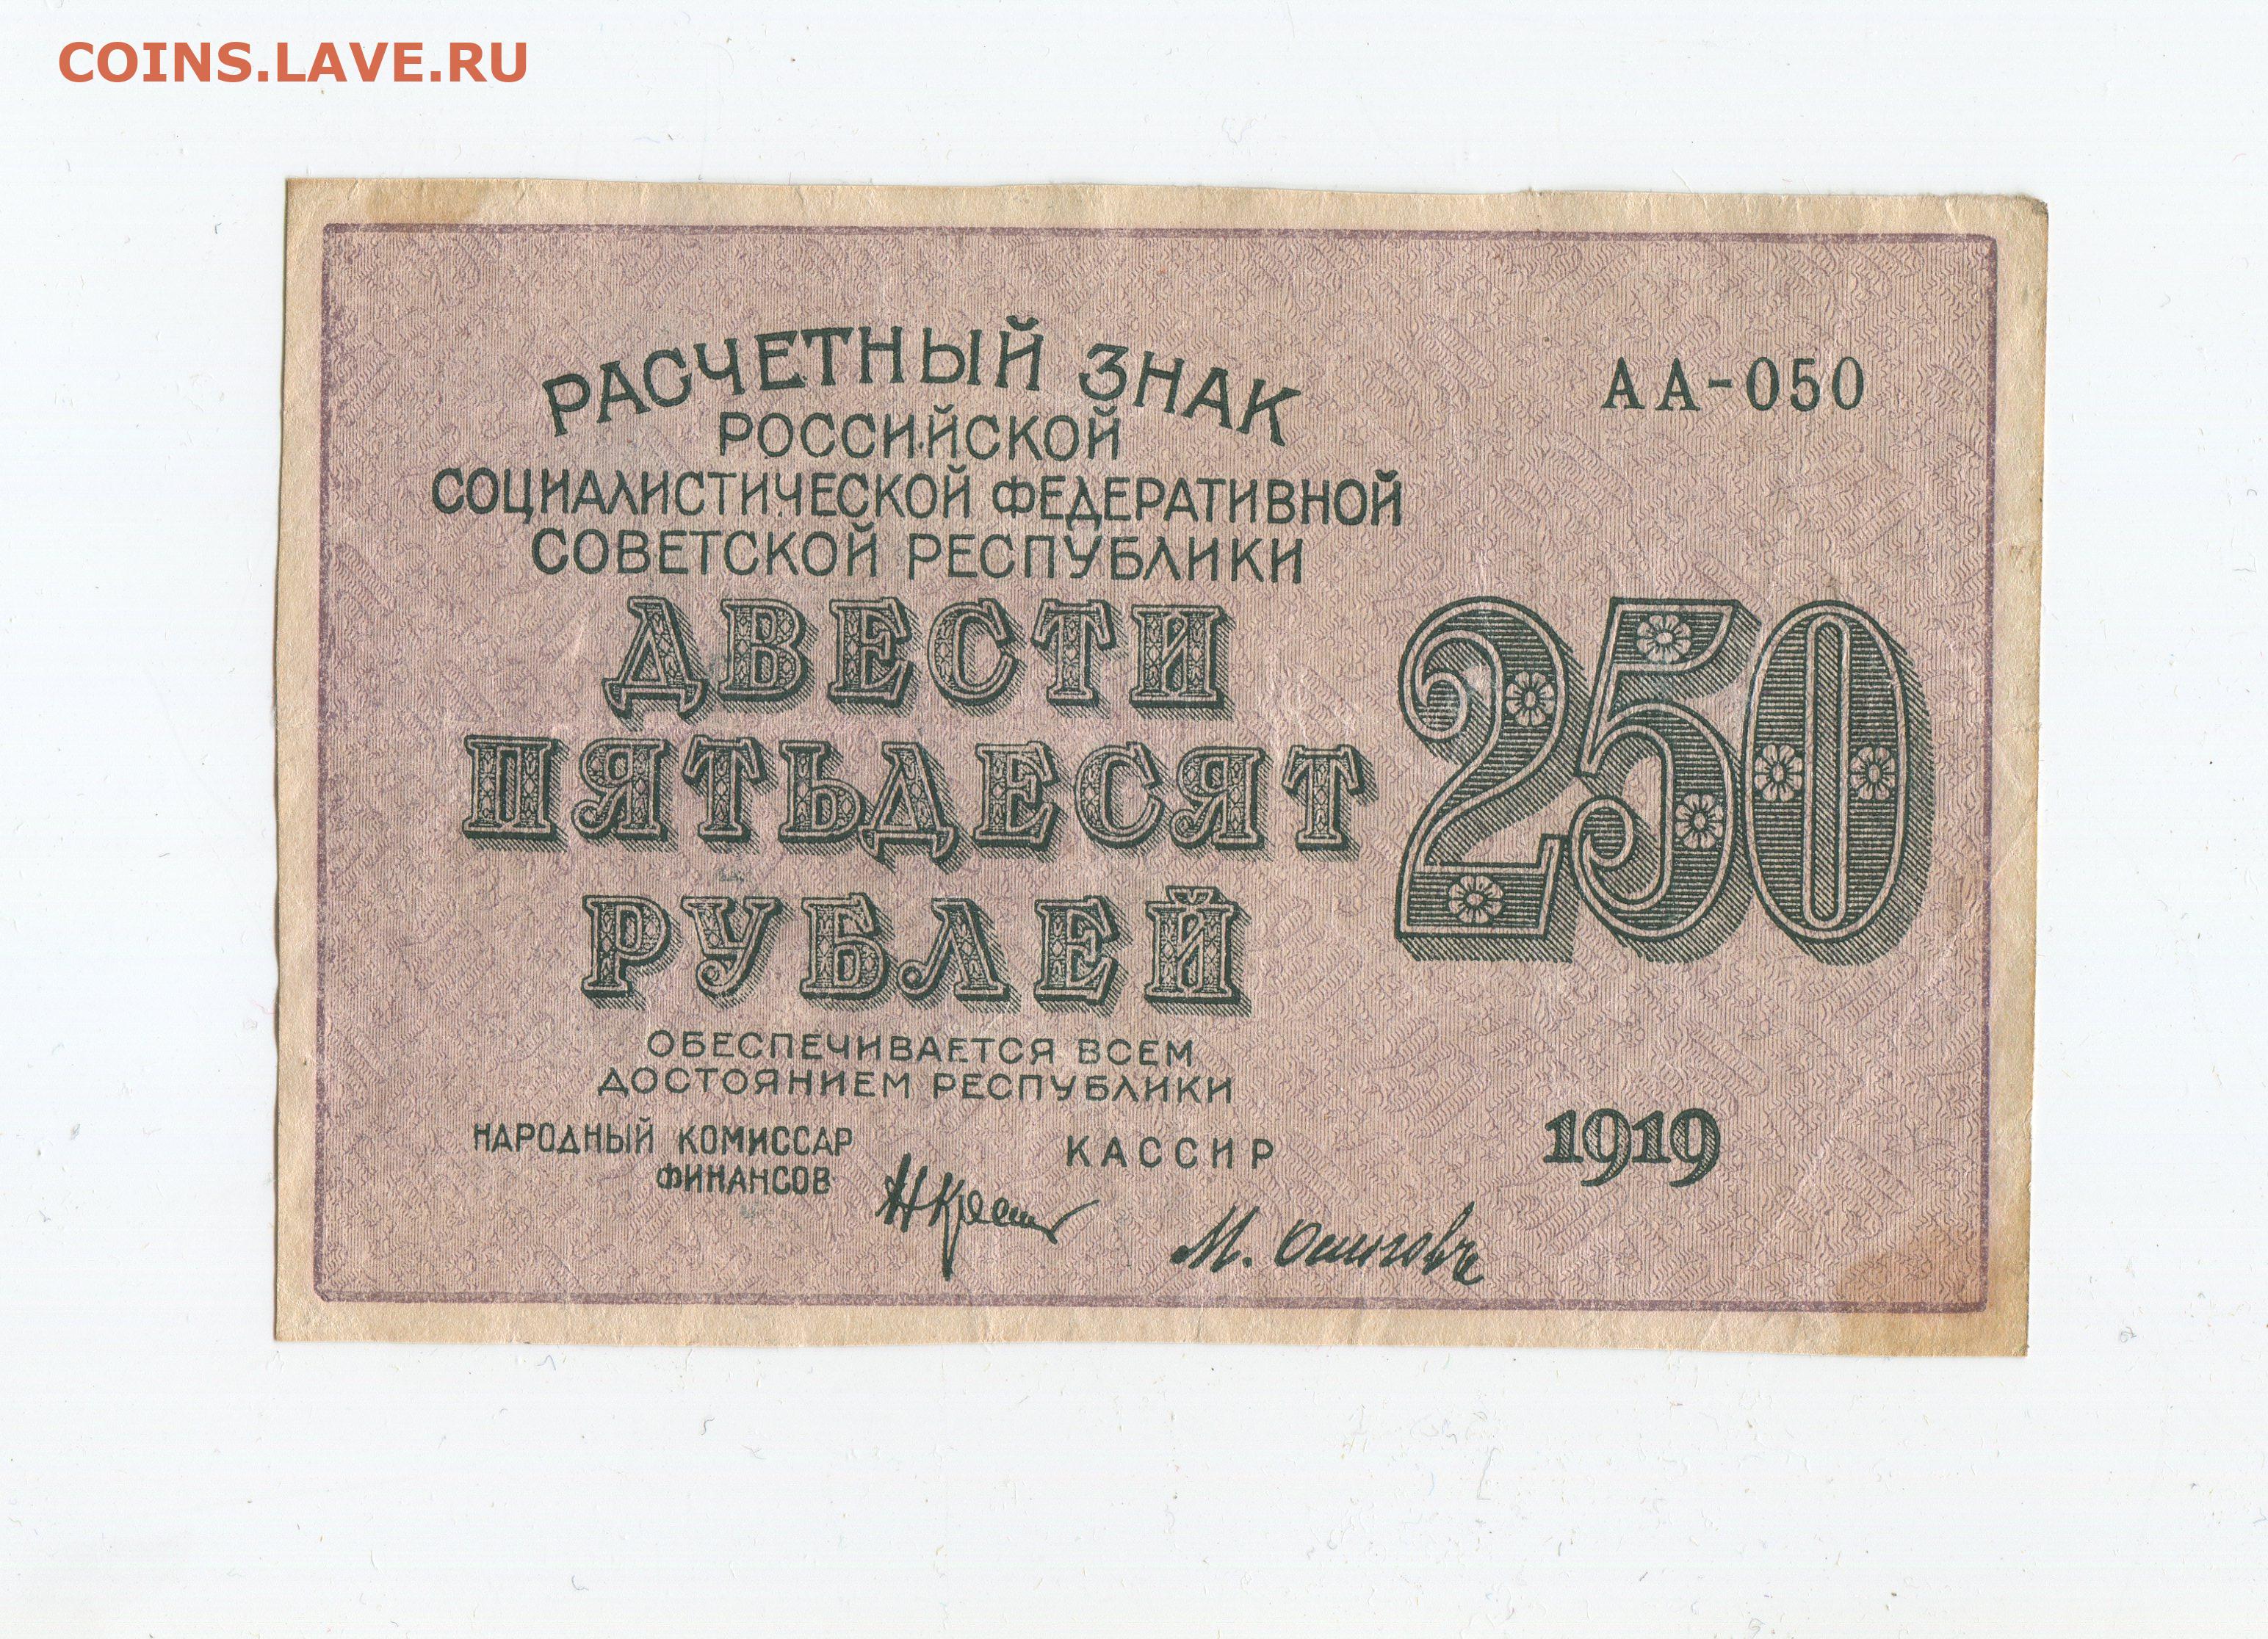 COINS.LAVE.RU
РАСЧЕТНЫЙ ЗНАК
АА-050
РОССИЙСКОЙ
СОЦИАЛИСТИЧЕСКОЙ ФЕДЕРАТИВНОЙ
СОВЕТСКОЙ РЕСПУБЛИКИ
ДВЕСТИ
ПЯТЬДЕСЯТ
РУБЛЕЙ
250
ОБЕСПЕЧИВАЕТСЯ ВСЕМ
ДОСТОЯНИЕМ РЕСПУБЛИКИ
НАРОДНЫЙ КОМИССАР
ФИНАНСОВ
КАССИР
1919
М.